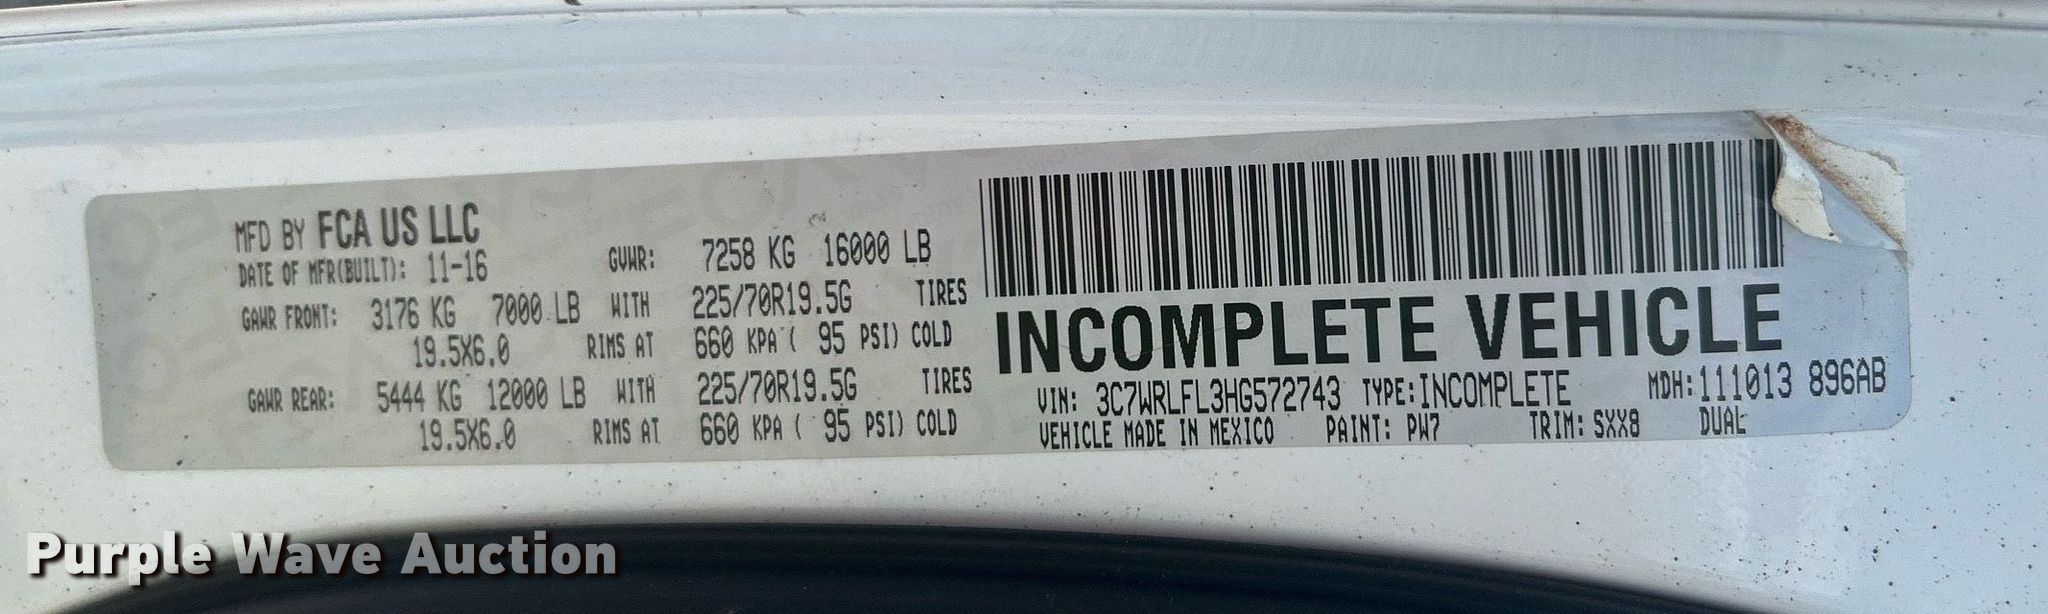 MFD BY FCA US LLC
DATE OF MFR(BUILT): 11-16 GVWR: 7258 KG 16000 LB
GAWR FRONT: 3176 KG 7000 LB WITH 225/70R19.5G TIRES
19.5X6.0 RIMS AT 660 KPA ( 95 PSI) COLD
GAWR REAR: 5444 KG 12000 LB WITH 225/70R19.5G TIRES
19.5X6.0 RIMS AT 660 KPA ( 95 PSI) COLD
INCOMPLETE VEHICLE
VIN: 3C7WRLFL3HG572743 TYPE: INCOMPLETE MDH: 111013 896AB
VEHICLE MADE IN MEXICO PAINT: PW7 TRIM: SXX8 DUAL
Purple Wave Auction